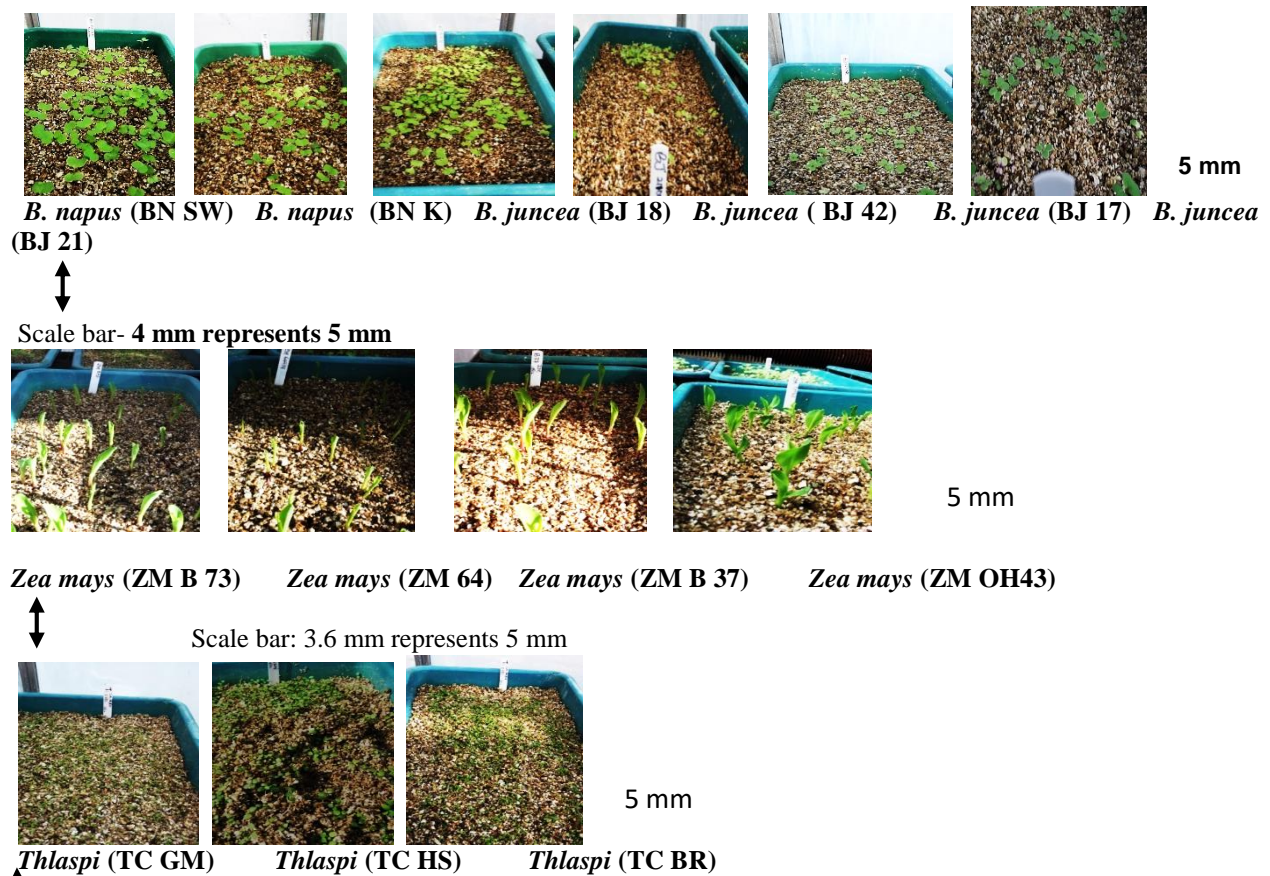 5 mm
B. napus (BN SW) B. napus (BN K) B. juncea (BJ 18) B. juncea ( BJ 42) B. juncea (BJ 17) B. juncea
(BJ 21)
Scale bar- 4 mm represents 5 mm
5 mm
Zea mays (ZM B 73) Zea mays (ZM 64) Zea mays (ZM B 37) Zea mays (ZM OH43)
Scale bar: 3.6 mm represents 5 mm
5 mm
Thlaspi (TC GM) Thlaspi (TC HS) Thlaspi (TC BR)